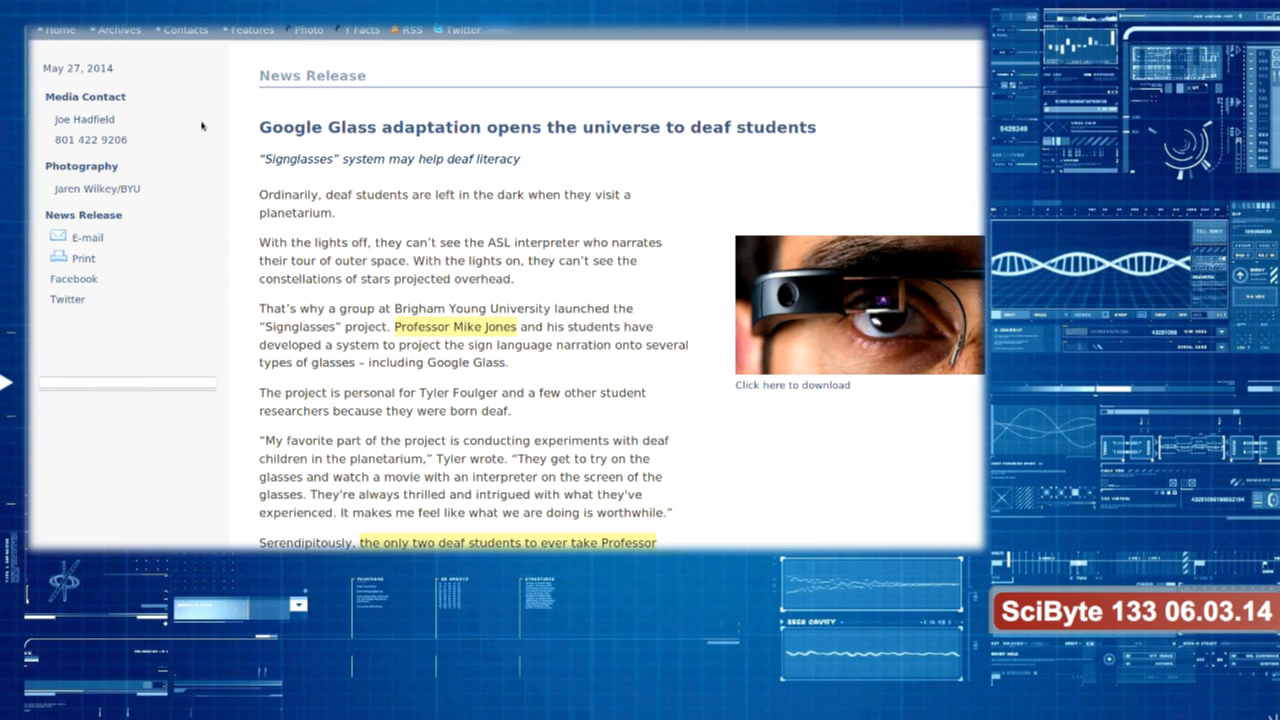 Home Archives Contacts Features Photo Y Facts RSS Twitter
May 27, 2014
Media Contact
Joe Hadfield
801 422 9206
Photography
Jaren Wilkey/BYU
News Release
E-mail
Print
Facebook
Twitter
News Release
Google Glass adaptation opens the universe to deaf students
“Signglasses” system may help deaf literacy
Ordinarily, deaf students are left in the dark when they visit a
planetarium.
With the lights off, they can’t see the ASL interpreter who narrates
their tour of outer space. With the lights on, they can’t see the
constellations of stars projected overhead.
That’s why a group at Brigham Young University launched the
“Signglasses” project. Professor Mike Jones and his students have
developed a system to project the sign language narration onto several
types of glasses – including Google Glass.
The project is personal for Tyler Foulger and a few other student
researchers because they were born deaf.
“My favorite part of the project is conducting experiments with deaf
children in the planetarium,” Tyler wrote. “They get to try on the
glasses and watch a movie with an interpreter on the screen of the
glasses. They're always thrilled and intrigued with what they've
experienced. It makes me feel like what we are doing is worthwhile.”
Serendipitously, the only two deaf students to ever take Professor
Click here to download
9428249
BECO CAVITY
SciByte 133 06.03.14